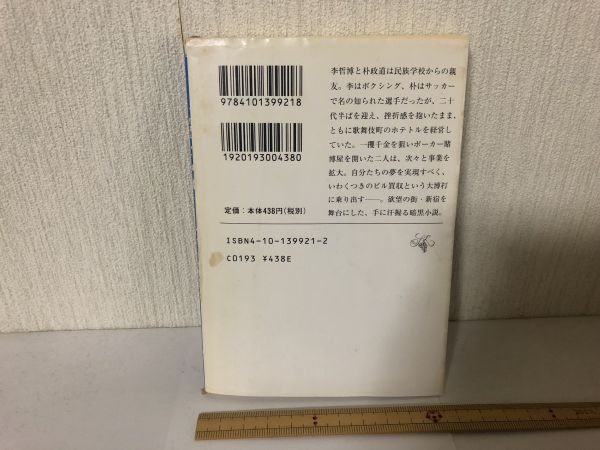 9784101399218
1920193004380
定価：本体438円（税別）
ISBN4-10-139921-2
C0193 ¥438E
李哲博と朴政道は民族学校からの親
友。李はボクシング、朴はサッカー
で名の知られた選手だったが、二十
代半ばを迎え、挫折感を抱いたまま、
ともに歌舞伎町のホテトルを経営し
ていた。一攫千金を狙いポーカー賭
博屋を開いた二人は、次々と事業を
拡大。自分たちの夢を実現すべく、
いわくつきのビル買収という大博打
に乗り出す――。欲望の街・新宿を
舞台にした、手に汗握る暗黒小説。